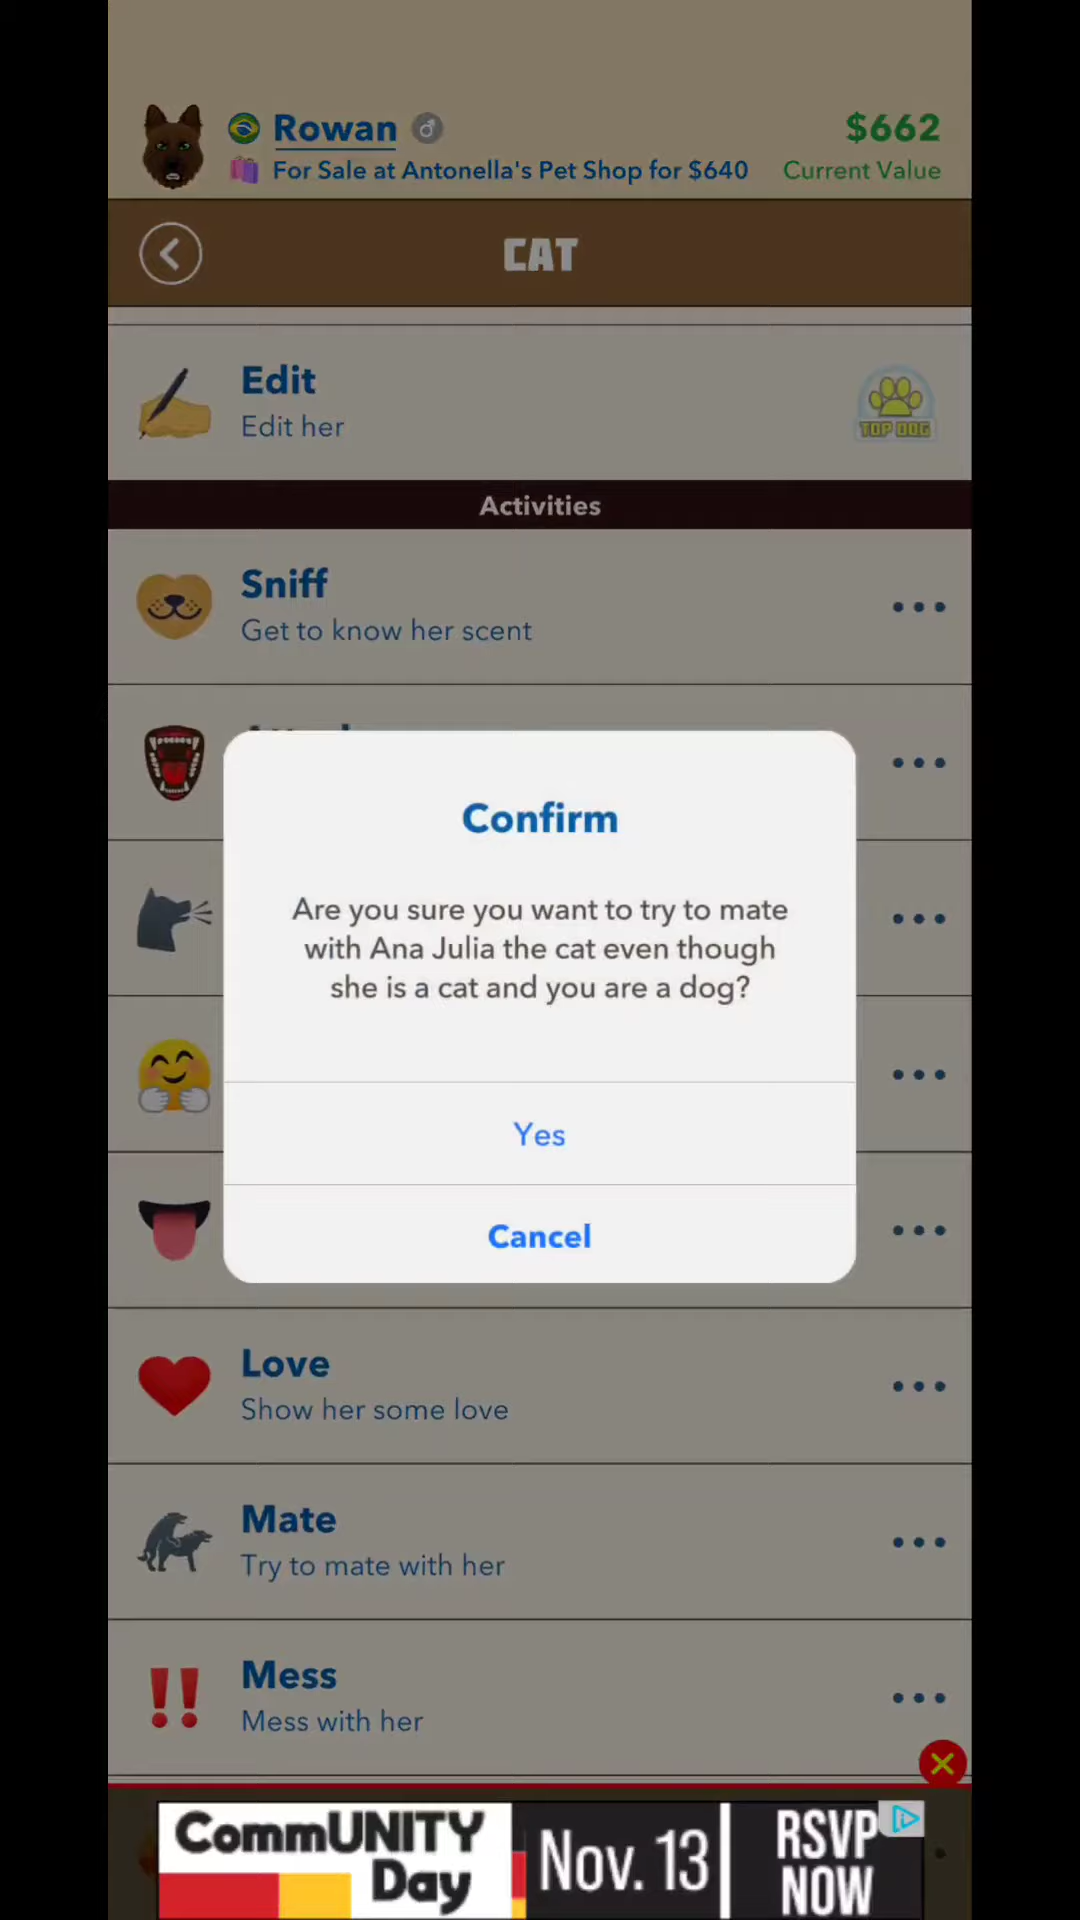 Rowan
$662
For Sale at Antonella's Pet Shop for $640
Current Value
CAT
Edit
Edit her
TOP DOG
Activities
Sniff
Get to know her scent
Confirm
Are you sure you want to try to mate
with Ana Julia the cat even though
she is a cat and you are a dog?
Yes
Cancel
Love
Show her some love
Mate
Try to mate with her
Mess
Mess with her
CommUNITY
Day
Nov. 13
RSVP
NOW